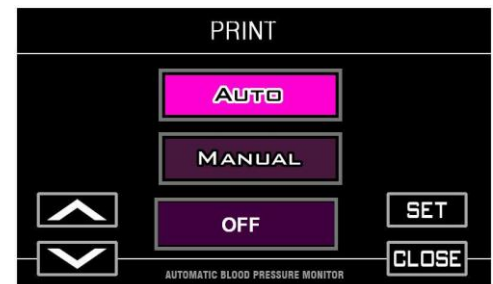 PRINT
AUTO
MANUAL
OFF
SET
CLOSE
AUTOMATIC BLOOD PRESSURE MONITOR